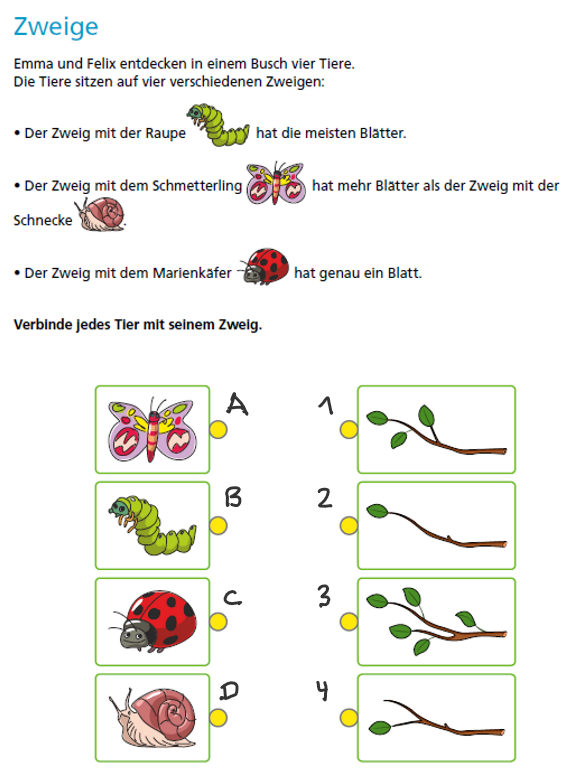 Zweige
Emma und Felix entdecken in einem Busch vier Tiere.
Die Tiere sitzen auf vier verschiedenen Zweigen:
• Der Zweig mit der Raupe hat die meisten Blätter.
• Der Zweig mit dem Schmetterling hat mehr Blätter als der Zweig mit der
Schnecke .
• Der Zweig mit dem Marienkäfer hat genau ein Blatt.
Verbinde jedes Tier mit seinem Zweig.
A 1
B 2
C 3
D 4